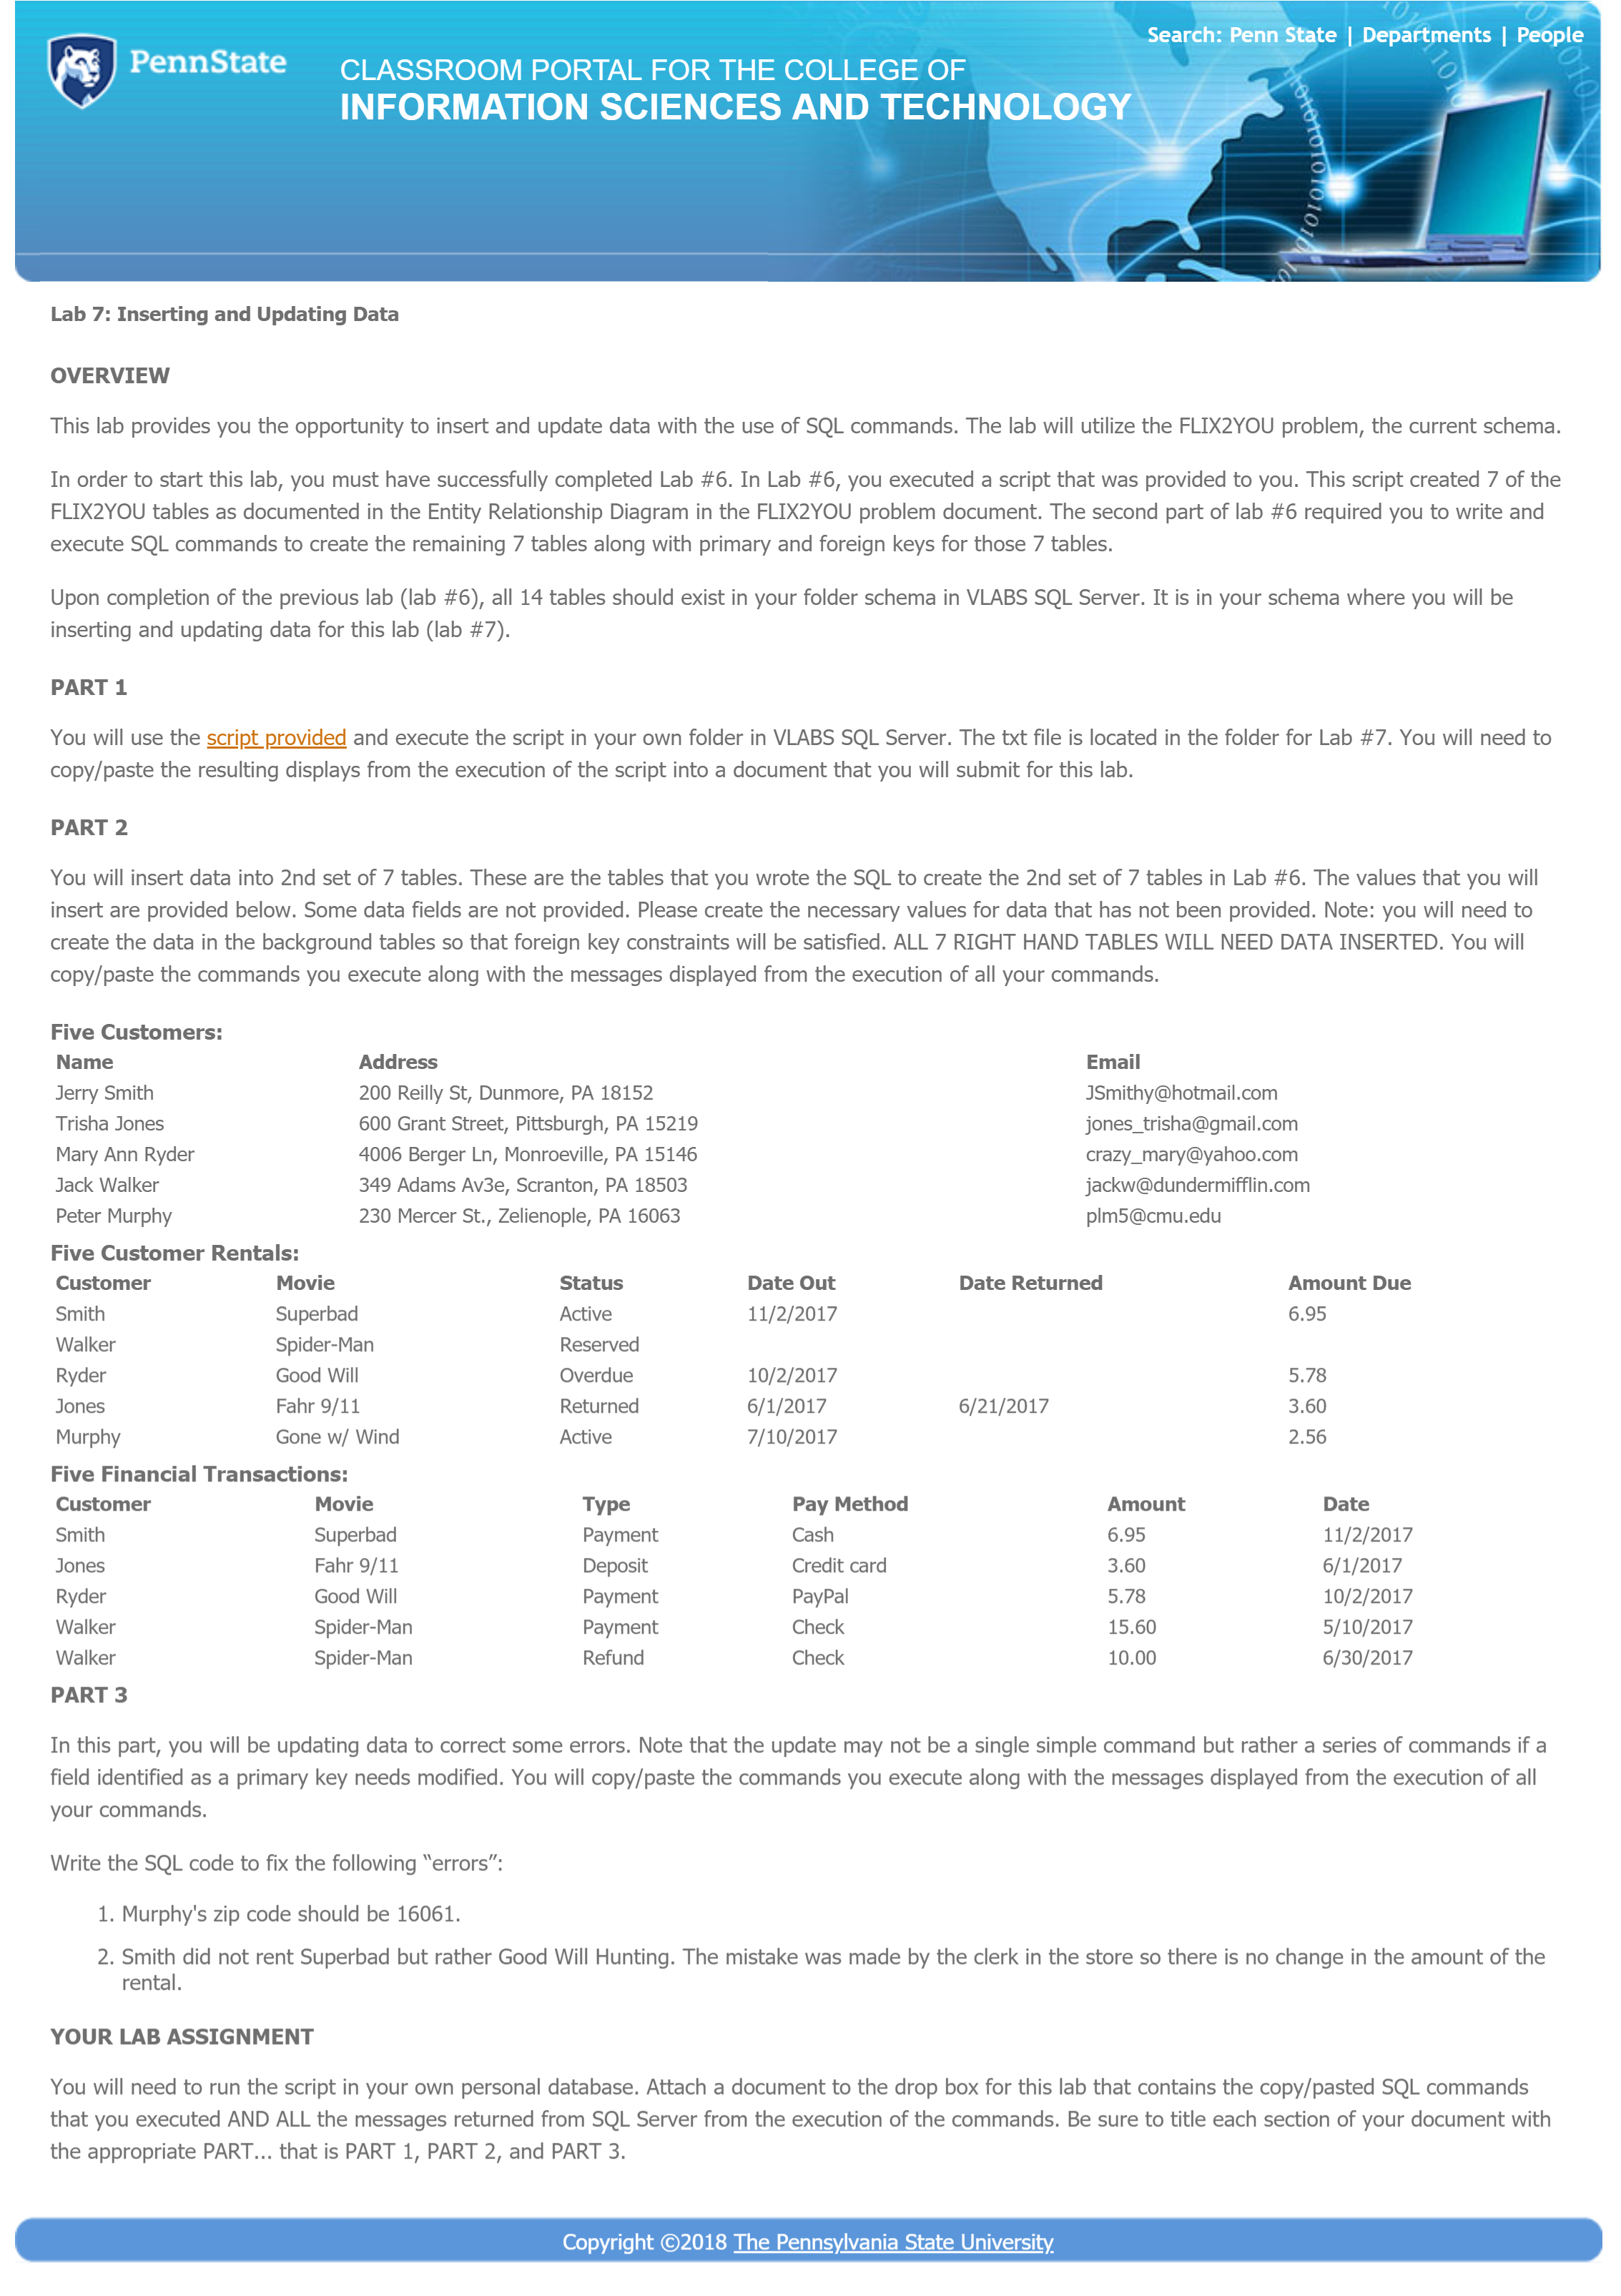 Search: Penn State | Departments | People
PennState
CLASSROOM PORTAL FOR THE COLLEGE OF
INFORMATION SCIENCES AND TECHNOLOGY
Lab 7: Inserting and Updating Data
OVERVIEW
This lab provides you the opportunity to insert and update data with the use of SQL commands. The lab will utilize the FLIX2YOU problem, the current schema.
In order to start this lab, you must have successfully completed Lab #6. In Lab #6, you executed a script that was provided to you. This script created 7 of the
FLIX2YOU tables as documented in the Entity Relationship Diagram in the FLIX2YOU problem document. The second part of lab #6 required you to write and
execute SQL commands to create the remaining 7 tables along with primary and foreign keys for those 7 tables.
Upon completion of the previous lab (lab #6), all 14 tables should exist in your folder schema in VLABS SQL Server. It is in your schema where you will be
inserting and updating data for this lab (lab #7).
PART 1
You will use the script provided and execute the script in your own folder in VLABS SQL Server. The txt file is located in the folder for Lab #7. You will need to
copy/paste the resulting displays from the execution of the script into a document that you will submit for this lab.
PART 2
You will insert data into 2nd set of 7 tables. These are the tables that you wrote the SQL to create the 2nd set of 7 tables in Lab #6. The values that you will
insert are provided below. Some data fields are not provided. Please create the necessary values for data that has not been provided. Note: you will need to
create the data in the background tables so that foreign key constraints will be satisfied. ALL 7 RIGHT HAND TABLES WILL NEED DATA INSERTED. You will
copy/paste the commands you execute along with the messages displayed from the execution of all your commands.
Five Customers:
Name Address Email
Jerry Smith 200 Reilly St, Dunmore, PA 18152 JSmithy@hotmail.com
Trisha Jones 600 Grant Street, Pittsburgh, PA 15219 jones_trisha@gmail.com
Mary Ann Ryder 4006 Berger Ln, Monroeville, PA 15146 crazy_mary@yahoo.com
Jack Walker 349 Adams Av3e, Scranton, PA 18503 jackw@dundermifflin.com
Peter Murphy 230 Mercer St., Zelienople, PA 16063 plm5@cmu.edu
Five Customer Rentals:
Customer Movie Status Date Out Date Returned Amount Due
Smith Superbad Active 11/2/2017 6.95
Walker Spider-Man Reserved
Ryder Good Will Overdue 10/2/2017 5.78
Jones Fahr 9/11 Returned 6/1/2017 6/21/2017 3.60
Murphy Gone w/ Wind Active 7/10/2017 2.56
Five Financial Transactions:
Customer Movie Type Pay Method Amount Date
Smith Superbad Payment Cash 6.95 11/2/2017
Jones Fahr 9/11 Deposit Credit card 3.60 6/1/2017
Ryder Good Will Payment PayPal 5.78 10/2/2017
Walker Spider-Man Payment Check 15.60 5/10/2017
Walker Spider-Man Refund Check 10.00 6/30/2017
PART 3
In this part, you will be updating data to correct some errors. Note that the update may not be a single simple command but rather a series of commands if a
field identified as a primary key needs modified. You will copy/paste the commands you execute along with the messages displayed from the execution of all
your commands.
Write the SQL code to fix the following “errors”:
1. Murphy's zip code should be 16061.
2. Smith did not rent Superbad but rather Good Will Hunting. The mistake was made by the clerk in the store so there is no change in the amount of the
rental.
YOUR LAB ASSIGNMENT
You will need to run the script in your own personal database. Attach a document to the drop box for this lab that contains the copy/pasted SQL commands
that you executed AND ALL the messages returned from SQL Server from the execution of the commands. Be sure to title each section of your document with
the appropriate PART... that is PART 1, PART 2, and PART 3.
Copyright ©2018 The Pennsylvania State University